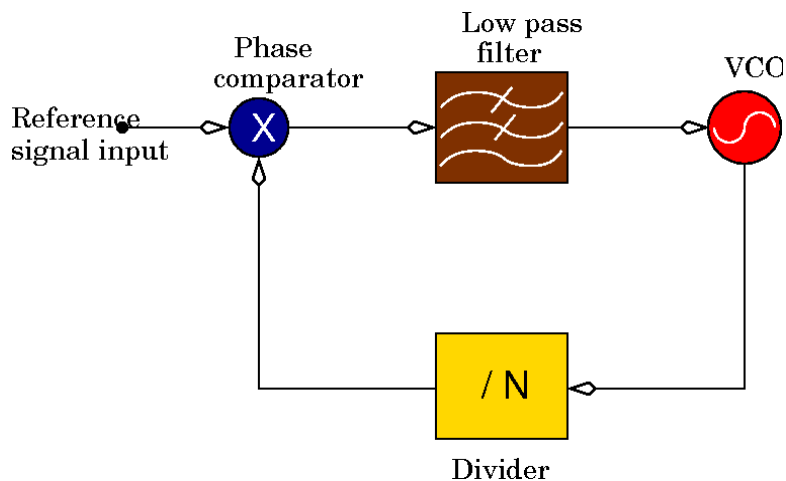 Phase
comparator
Low pass
filter
VCO
Reference
signal input
X
/ N
Divider